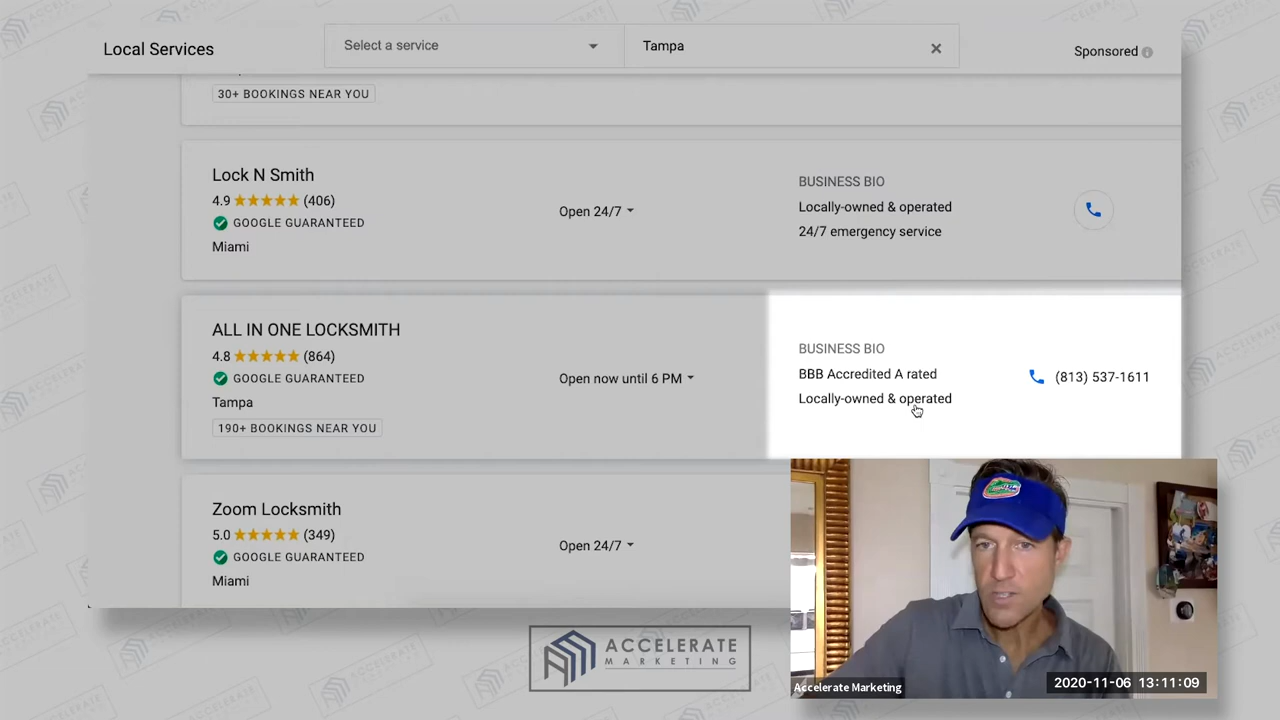 Local Services
Select a service
Tampa
Sponsored
30+ BOOKINGS NEAR YOU
Lock N Smith
4.9 (406)
GOOGLE GUARANTEED
Miami
Open 24/7
BUSINESS BIO
Locally-owned & operated
24/7 emergency service
ALL IN ONE LOCKSMITH
4.8 (864)
GOOGLE GUARANTEED
Tampa
190+ BOOKINGS NEAR YOU
Open now until 6 PM
BUSINESS BIO
BBB Accredited A rated
Locally-owned & operated
(813) 537-1611
Zoom Locksmith
5.0 (349)
GOOGLE GUARANTEED
Miami
Open 24/7
ACCELERATE
MARKETING
Accelerate Marketing
2020-11-06 13:11:09